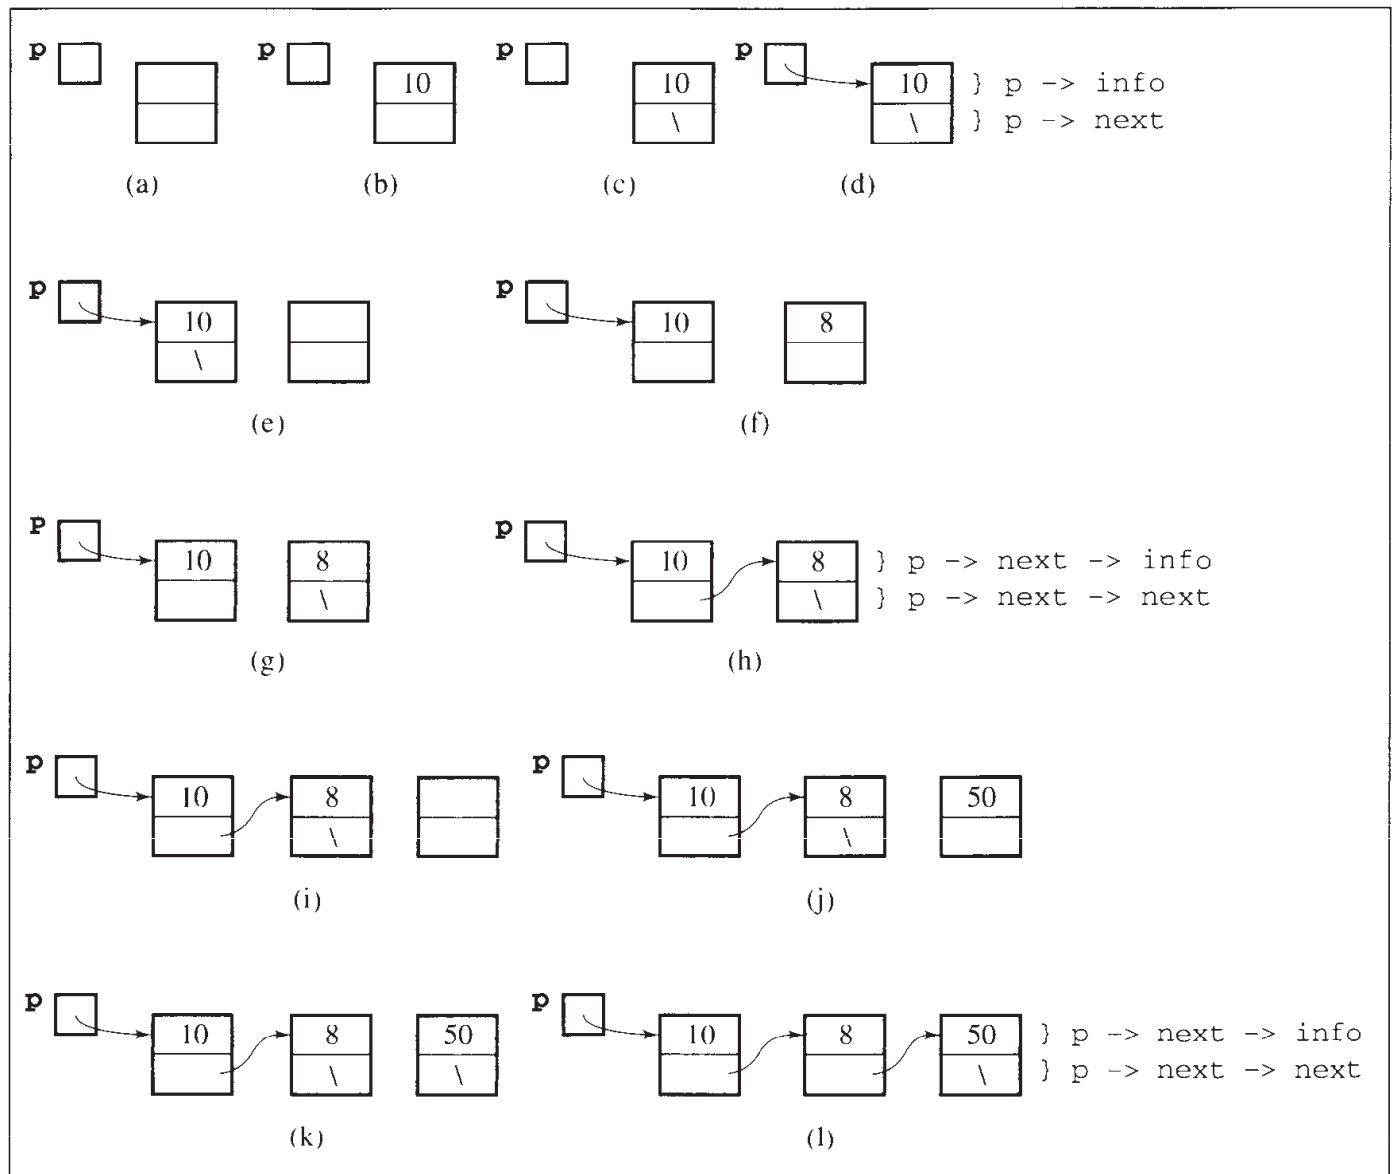 p p 10 p 10 \ p 10 } p -> info
\ } p -> next
(a) (b) (c) (d)
p 10 \ p 10 8
(e) (f)
p 10 8 \ p 10 8 } p -> next -> info
\ } p -> next -> next
(g) (h)
p 10 8 \ p 10 8 \ 50
(i) (j)
p 10 8 \ 50 \ p 10 8 50 } p -> next -> info
\ } p -> next -> next
(k) (l)